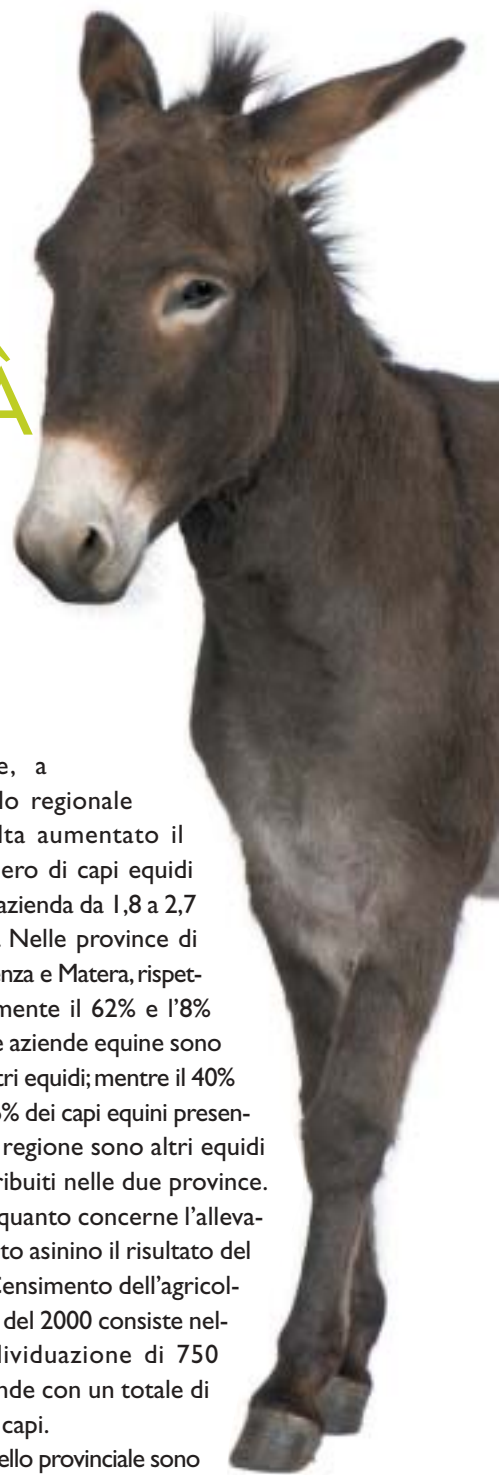 À
e, a
lo regionale
lta aumentato il
ero di capi equidi
azienda da 1,8 a 2,7
. Nelle province di
enza e Matera, rispet-
mente il 62% e l'8%
e aziende equine sono
tri equidi; mentre il 40%
% dei capi equini presen-
regione sono altri equidi
ribuiti nelle due province.
quanto concerne l'alleva-
to asinino il risultato del
Censimento dell'agricol-
del 2000 consiste nel-
dividuazione di 750
nde con un totale di
capi.
ello provinciale sono